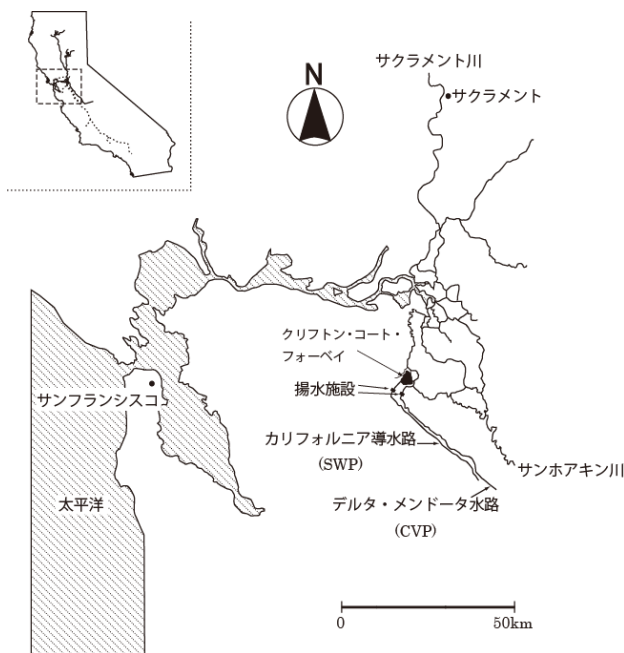 N
サクラメント川
サクラメント
クリフトン・コート・
フォーベイ
揚水施設
サンフランシスコ
カリフォルニア導水路
(SWP)
サンホアキン川
太平洋
デルタ・メンドータ水路
(CVP)
0 50km